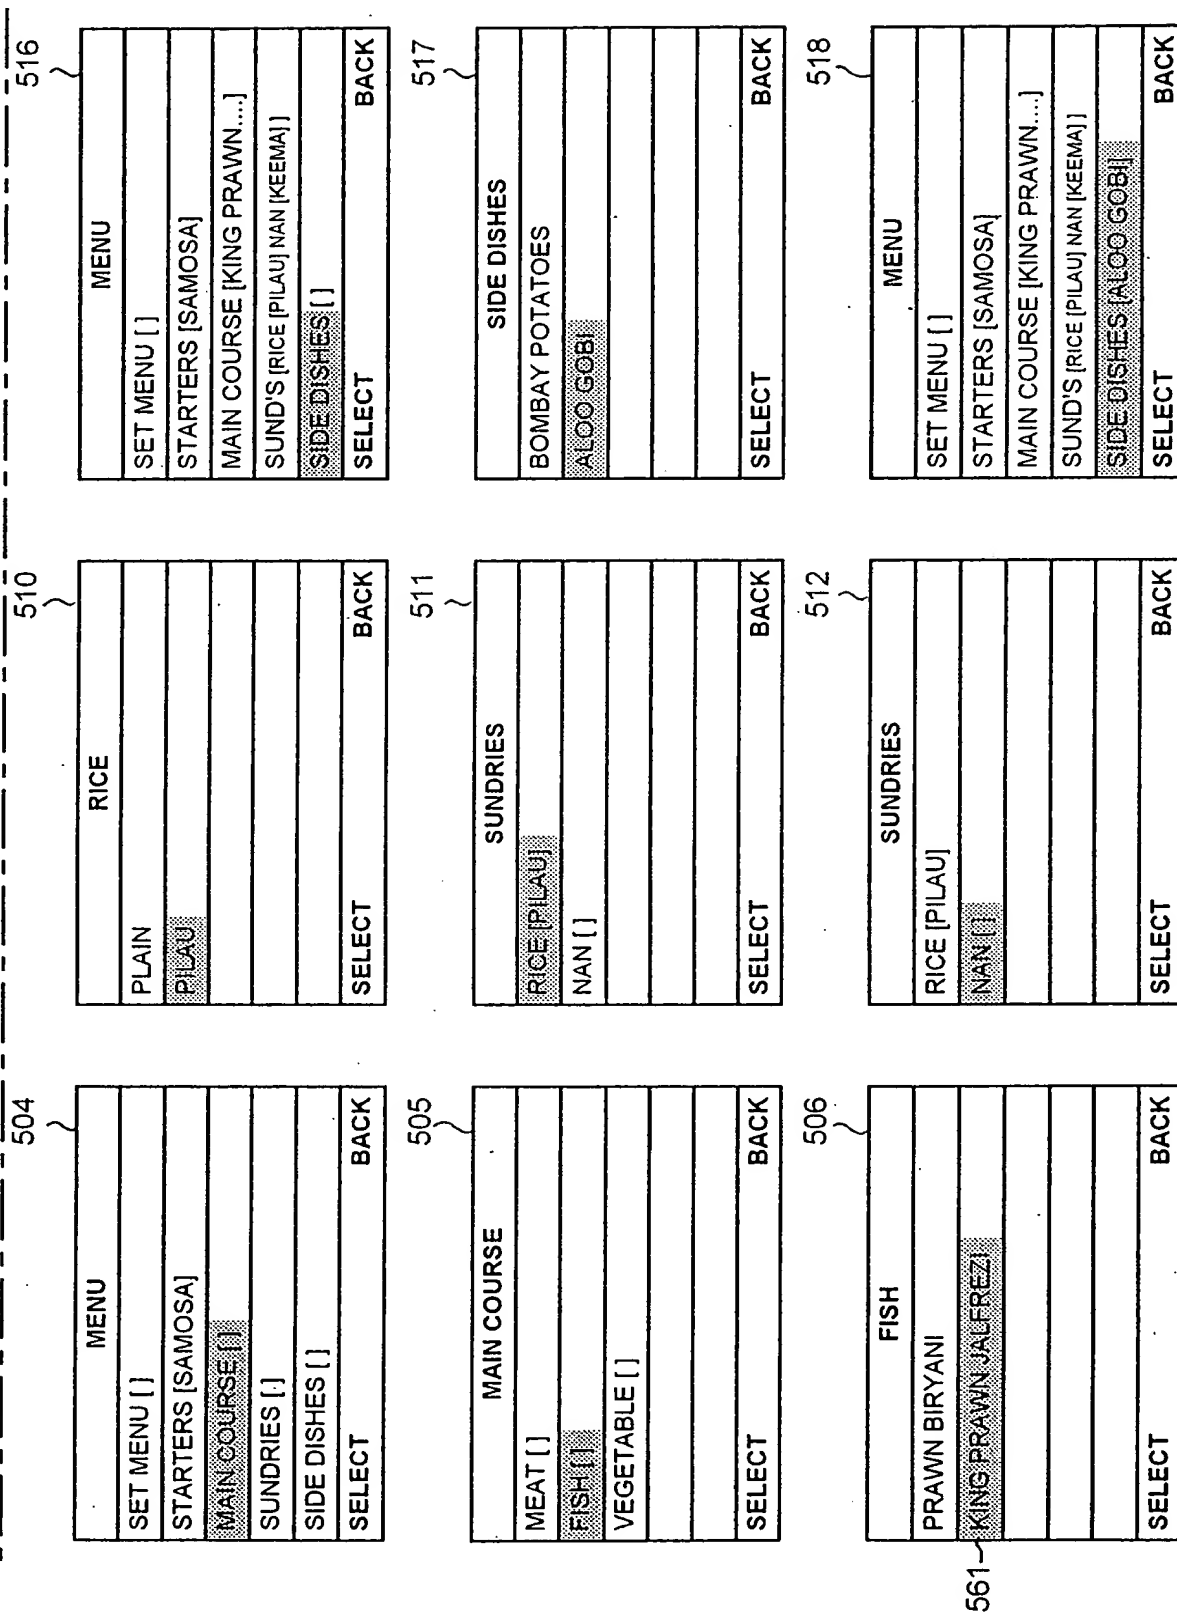 504
MENU
SET MENU [ ]
STARTERS [SAMOSA]
MAIN COURSE [ ]
SUNDRIES [ ]
SIDE DISHES [ ]
SELECT BACK
505
MAIN COURSE
MEAT [ ]
FISH [ ]
VEGETABLE [ ]
SELECT BACK
506
FISH
PRAWN BIRYANI
561 KING PRAWN JALFREZI
SELECT BACK
510
RICE
PLAIN
PILAU
SELECT BACK
511
SUNDRIES
RICE [PILAU]
NAN [ ]
SELECT BACK
512
SUNDRIES
RICE [PILAU]
NAN [ ]
SELECT BACK
516
MENU
SET MENU [ ]
STARTERS [SAMOSA]
MAIN COURSE [KING PRAWN....]
SUND'S [RICE [PILAU] NAN [KEEMA] ]
SIDE DISHES [ ]
SELECT BACK
517
SIDE DISHES
BOMBAY POTATOES
ALOO GOBI
SELECT BACK
518
MENU
SET MENU [ ]
STARTERS [SAMOSA]
MAIN COURSE [KING PRAWN....]
SUND'S [RICE [PILAU] NAN [KEEMA] ]
SIDE DISHES [ALOO GOBI]
SELECT BACK